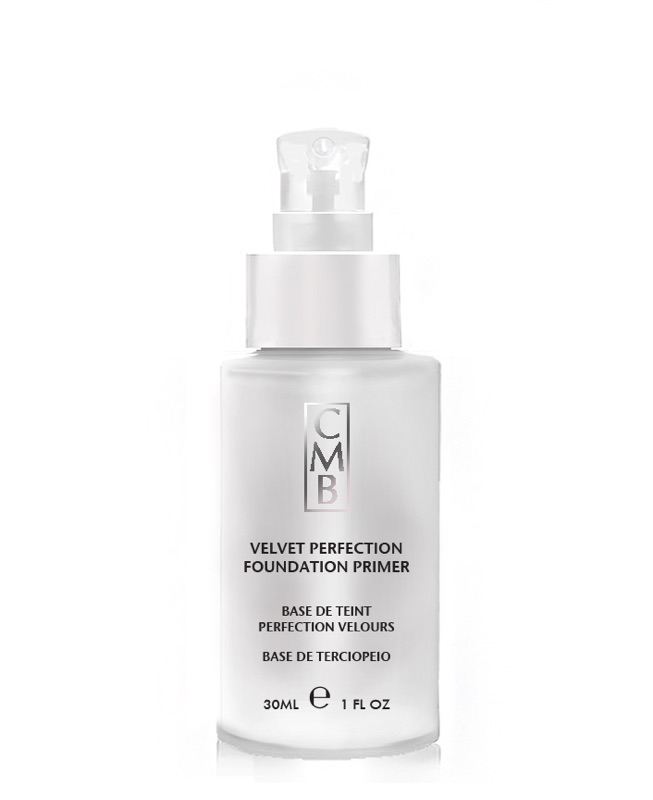 C
M
B
VELVET PERFECTION
FOUNDATION PRIMER
BASE DE TEINT
PERFECTION VELOURS
BASE DE TERCIOPEIO
30ML ℮ 1 FL OZ